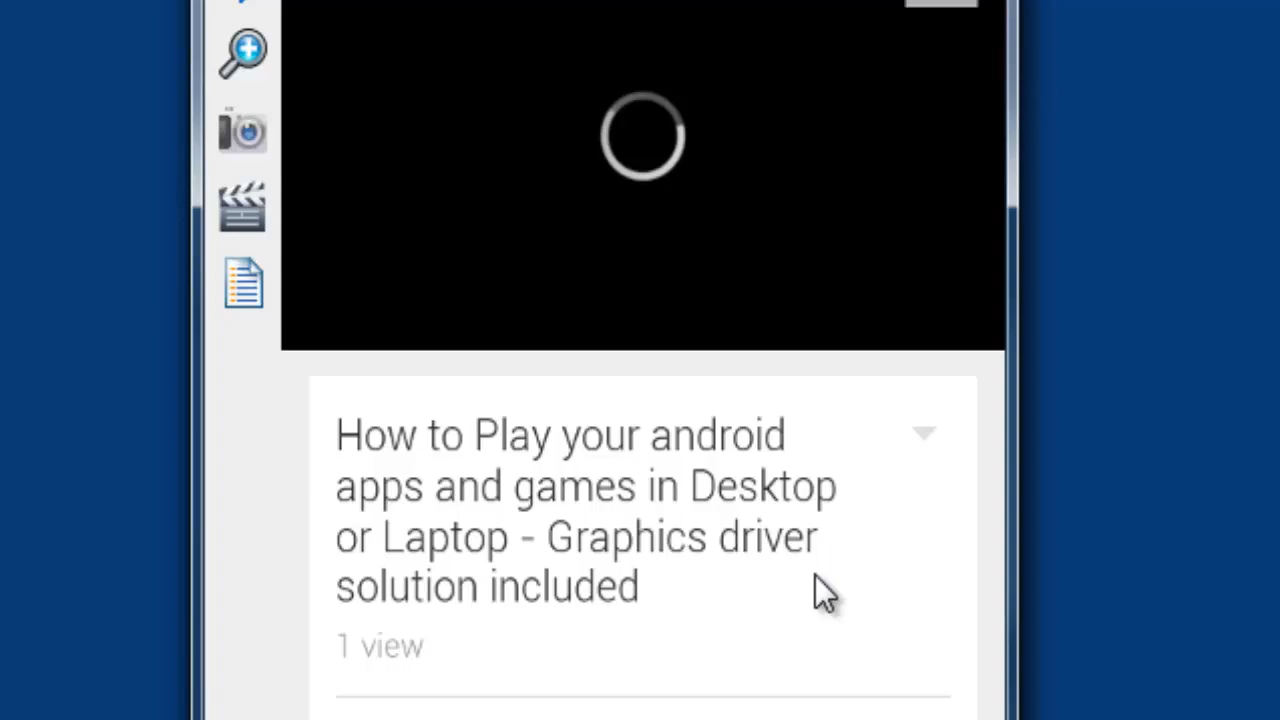 How to Play your android
apps and games in Desktop
or Laptop - Graphics driver
solution included
1 view